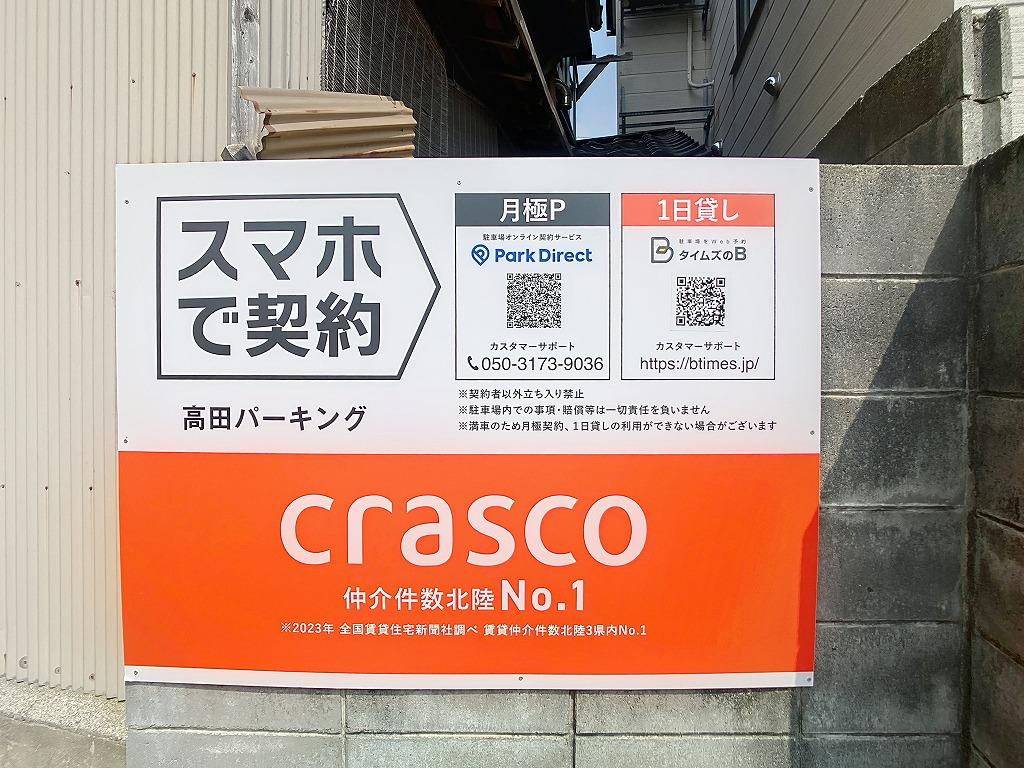 スマホ
で契約
高田パーキング
月極P
駐車場オンライン契約サービス
Park Direct
カスタマーサポート
050-3173-9036
1日貸し
駐車場をWeb予約
タイムズのB
カスタマーサポート
https://btimes.jp/
※契約者以外立ち入り禁止
※駐車場内での事項・賠償等は一切責任を負いません
※満車のため月極契約、1日貸しの利用ができない場合がございます
crasco
仲介件数北陸No.1
※2023年 全国賃貸住宅新聞社調べ 賃貸仲介件数北陸3県内No.1